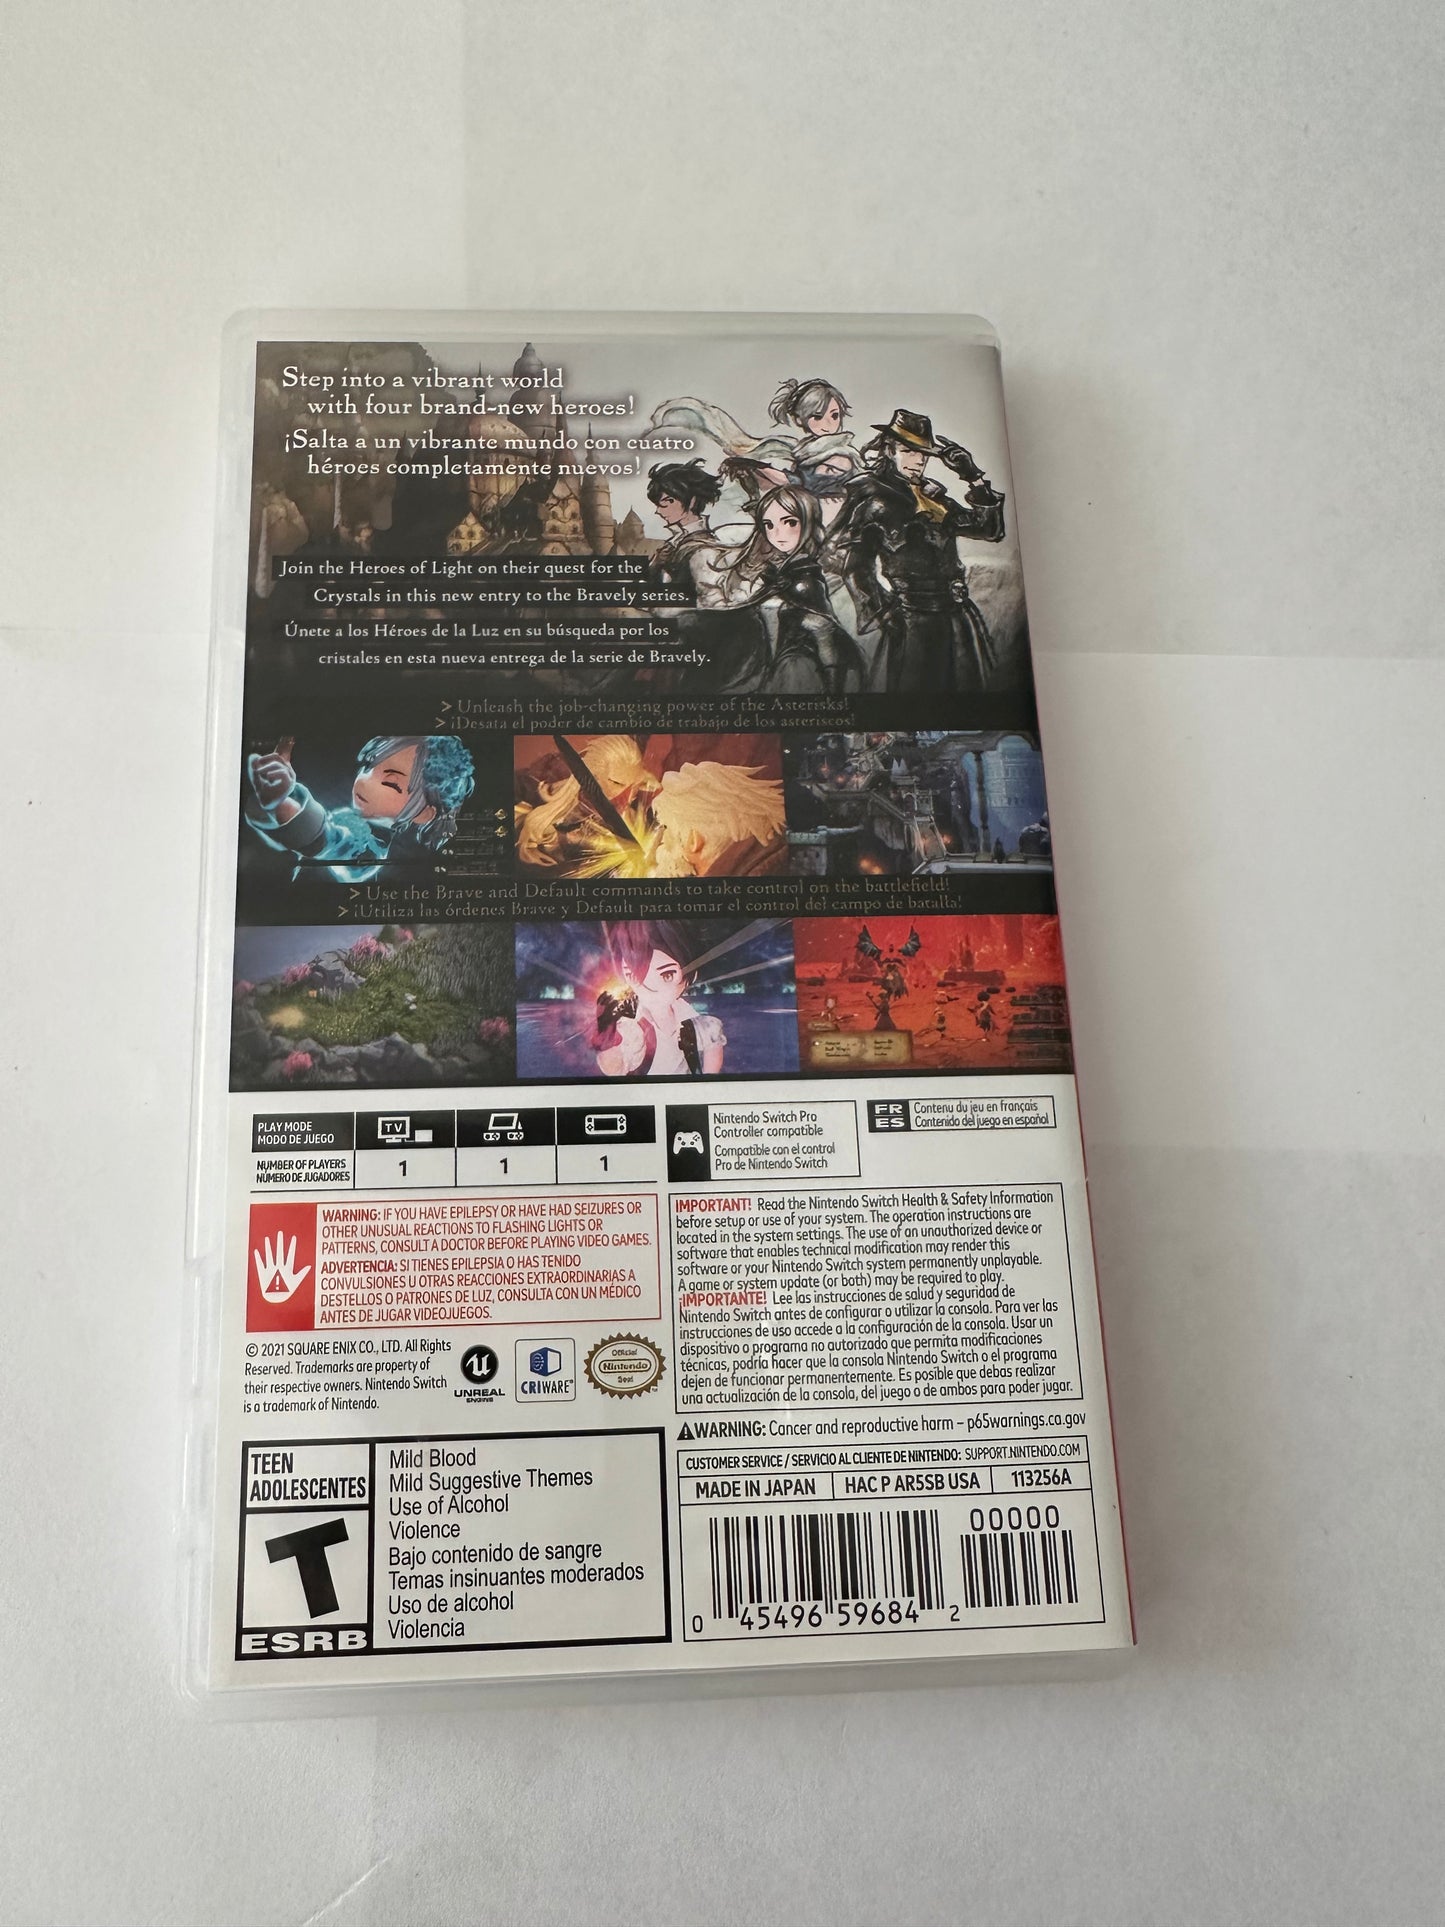 Step into a vibrant world
with four brand-new heroes!
¡Salta a un vibrante mundo con cuatro
héroes completamente nuevos!
Join the Heroes of Light on their quest for the
Crystals in this new entry to the Bravely series.
Únete a los Héroes de la Luz en su búsqueda por los
cristales en esta nueva entrega de la serie de Bravely.
> Unleash the job-changing power of the Asterisks!
> ¡Desata el poder de cambio de trabajo de los asteriscos!
> Use the Brave and Default commands to take control on the battlefield!
> ¡Utiliza las órdenes Brave y Default para tomar el control del campo de batalla!
PLAY MODE
MODO DE JUEGO
TV
NUMBER OF PLAYERS
NÚMERO DE JUGADORES
1 1 1
Nintendo Switch Pro
Controller compatible
Compatible con el control
Pro de Nintendo Switch
FR
ES
Contenu du jeu en français
Contenido del juego en español
WARNING: IF YOU HAVE EPILEPSY OR HAVE HAD SEIZURES OR
OTHER UNUSUAL REACTIONS TO FLASHING LIGHTS OR
PATTERNS, CONSULT A DOCTOR BEFORE PLAYING VIDEO GAMES.
ADVERTENCIA: SI TIENES EPILEPSIA O HAS TENIDO
CONVULSIONES U OTRAS REACCIONES EXTRAORDINARIAS A
DESTELLOS O PATRONES DE LUZ, CONSULTA CON UN MÉDICO
ANTES DE JUGAR VIDEOJUEGOS.
IMPORTANT! Read the Nintendo Switch Health & Safety Information
before setup or use of your system. The operation instructions are
located in the system settings. The use of an unauthorized device or
software that enables technical modification may render this
software or your Nintendo Switch system permanently unplayable.
A game or system update (or both) may be required to play.
¡IMPORTANTE! Lee las instrucciones de salud y seguridad de
Nintendo Switch antes de configurar o utilizar la consola. Para ver las
instrucciones de uso accede a la configuración de la consola. Usar un
dispositivo o programa no autorizado que permita modificaciones
técnicas, podría hacer que la consola Nintendo Switch o el programa
dejen de funcionar permanentemente. Es posible que debas realizar
una actualización de la consola, del juego o de ambos para poder jugar.
© 2021 SQUARE ENIX CO., LTD. All Rights
Reserved. Trademarks are property of
their respective owners. Nintendo Switch
is a trademark of Nintendo.
UNREAL
ENGINE
CRIWARE
Official
Nintendo
Seal
WARNING: Cancer and reproductive harm – p65warnings.ca.gov
CUSTOMER SERVICE / SERVICIO AL CLIENTE DE NINTENDO: SUPPORT.NINTENDO.COM
MADE IN JAPAN HAC P AR5SB USA 113256A
00000
0 45496 59684 2
TEEN
ADOLESCENTES
T
ESRB
Mild Blood
Mild Suggestive Themes
Use of Alcohol
Violence
Bajo contenido de sangre
Temas insinuantes moderados
Uso de alcohol
Violencia